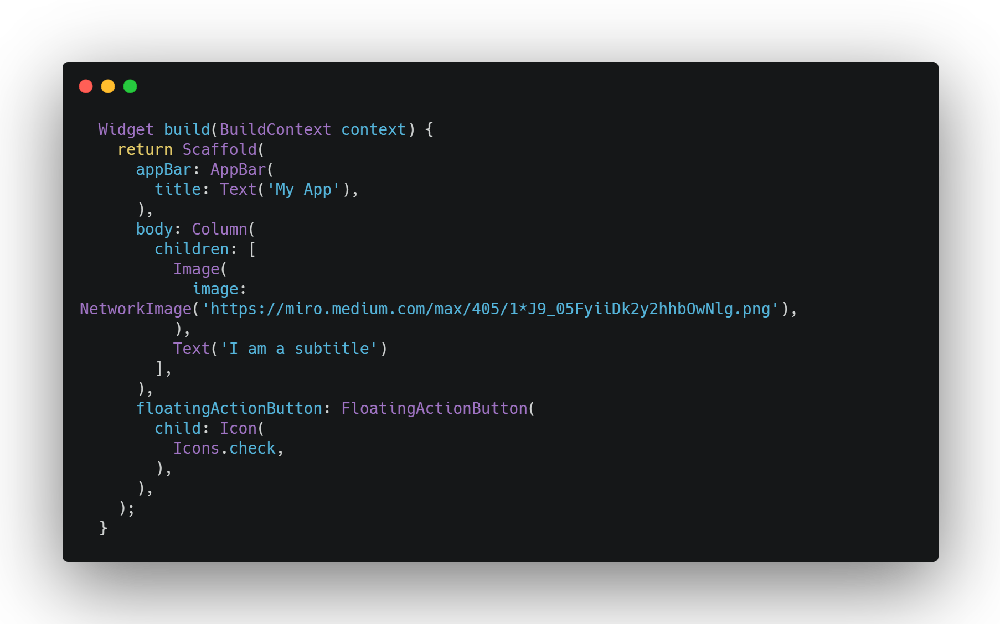 Widget build(BuildContext context) {
return Scaffold(
appBar: AppBar(
title: Text('My App'),
),
body: Column(
children: [
Image(
image:
NetworkImage('https://miro.medium.com/max/405/1*J9_05FyiiDk2y2hhbOwNlg.png'),
),
Text('I am a subtitle')
],
),
floatingActionButton: FloatingActionButton(
child: Icon(
Icons.check,
),
),
);
}